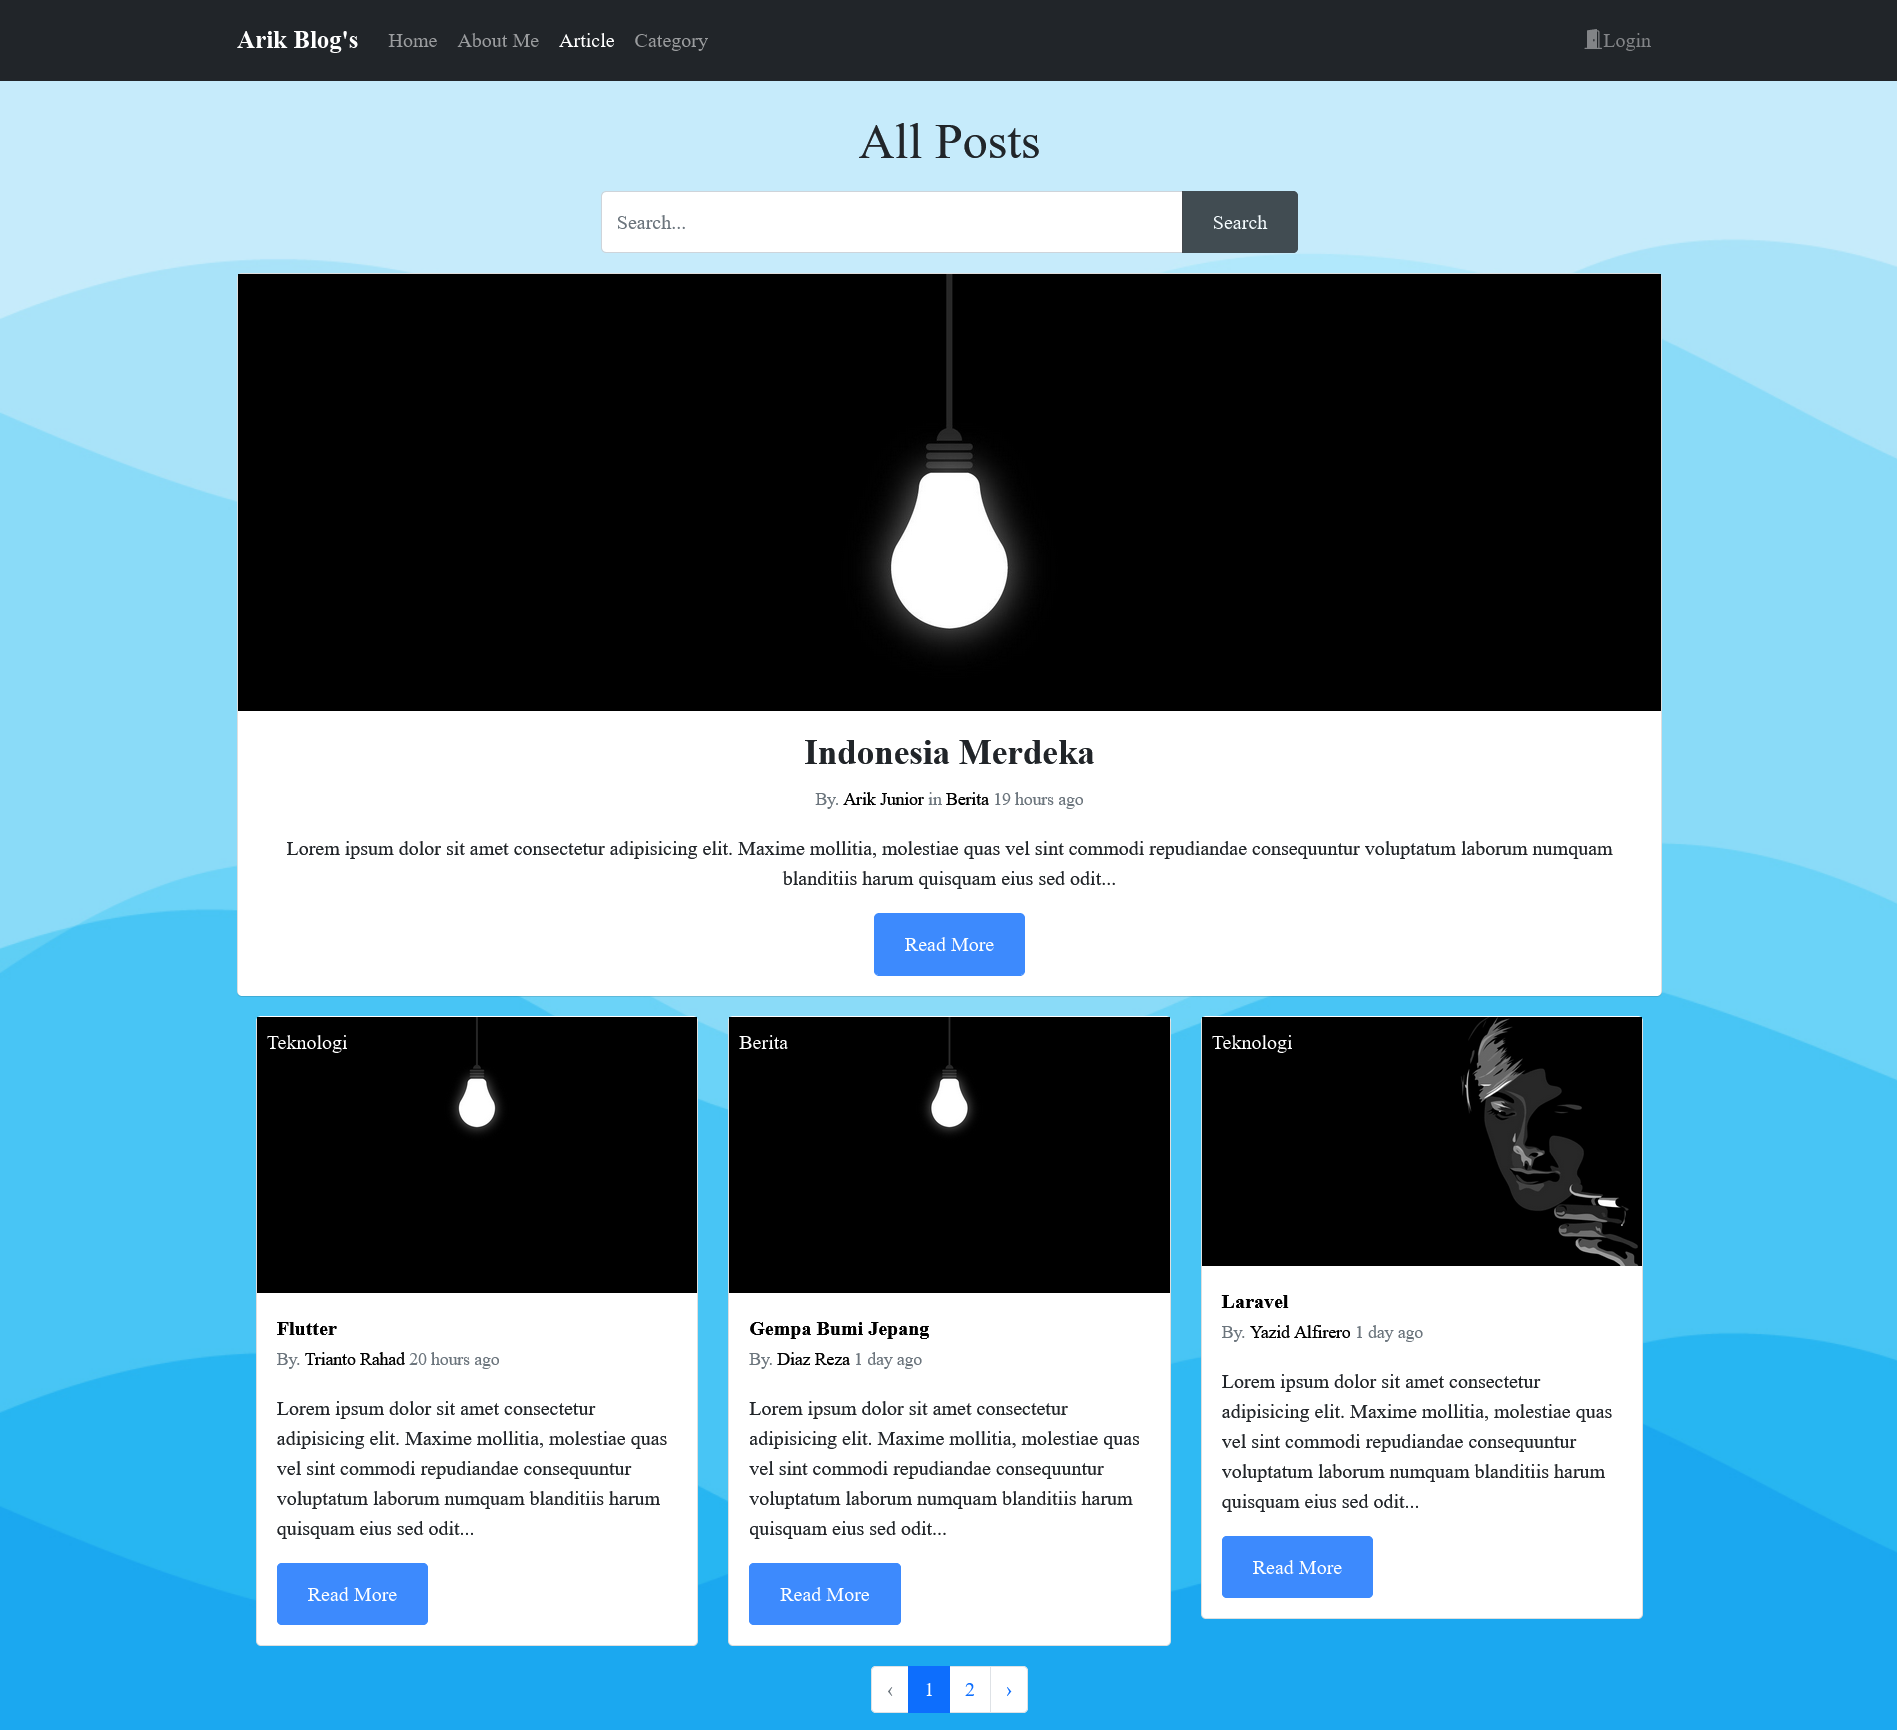 Arik Blog's Home About Me Article Category Login
All Posts
Search... Search
Indonesia Merdeka
By. Arik Junior in Berita 19 hours ago
Lorem ipsum dolor sit amet consectetur adipisicing elit. Maxime mollitia, molestiae quas vel sint commodi repudiandae consequuntur voluptatum laborum numquam
blanditiis harum quisquam eius sed odit...
Read More
Teknologi
Flutter
By. Trianto Rahad 20 hours ago
Lorem ipsum dolor sit amet consectetur
adipisicing elit. Maxime mollitia, molestiae quas
vel sint commodi repudiandae consequuntur
voluptatum laborum numquam blanditiis harum
quisquam eius sed odit...
Read More
Berita
Gempa Bumi Jepang
By. Diaz Reza 1 day ago
Lorem ipsum dolor sit amet consectetur
adipisicing elit. Maxime mollitia, molestiae quas
vel sint commodi repudiandae consequuntur
voluptatum laborum numquam blanditiis harum
quisquam eius sed odit...
Read More
Teknologi
Laravel
By. Yazid Alfirero 1 day ago
Lorem ipsum dolor sit amet consectetur
adipisicing elit. Maxime mollitia, molestiae quas
vel sint commodi repudiandae consequuntur
voluptatum laborum numquam blanditiis harum
quisquam eius sed odit...
Read More
‹ 1 2 ›